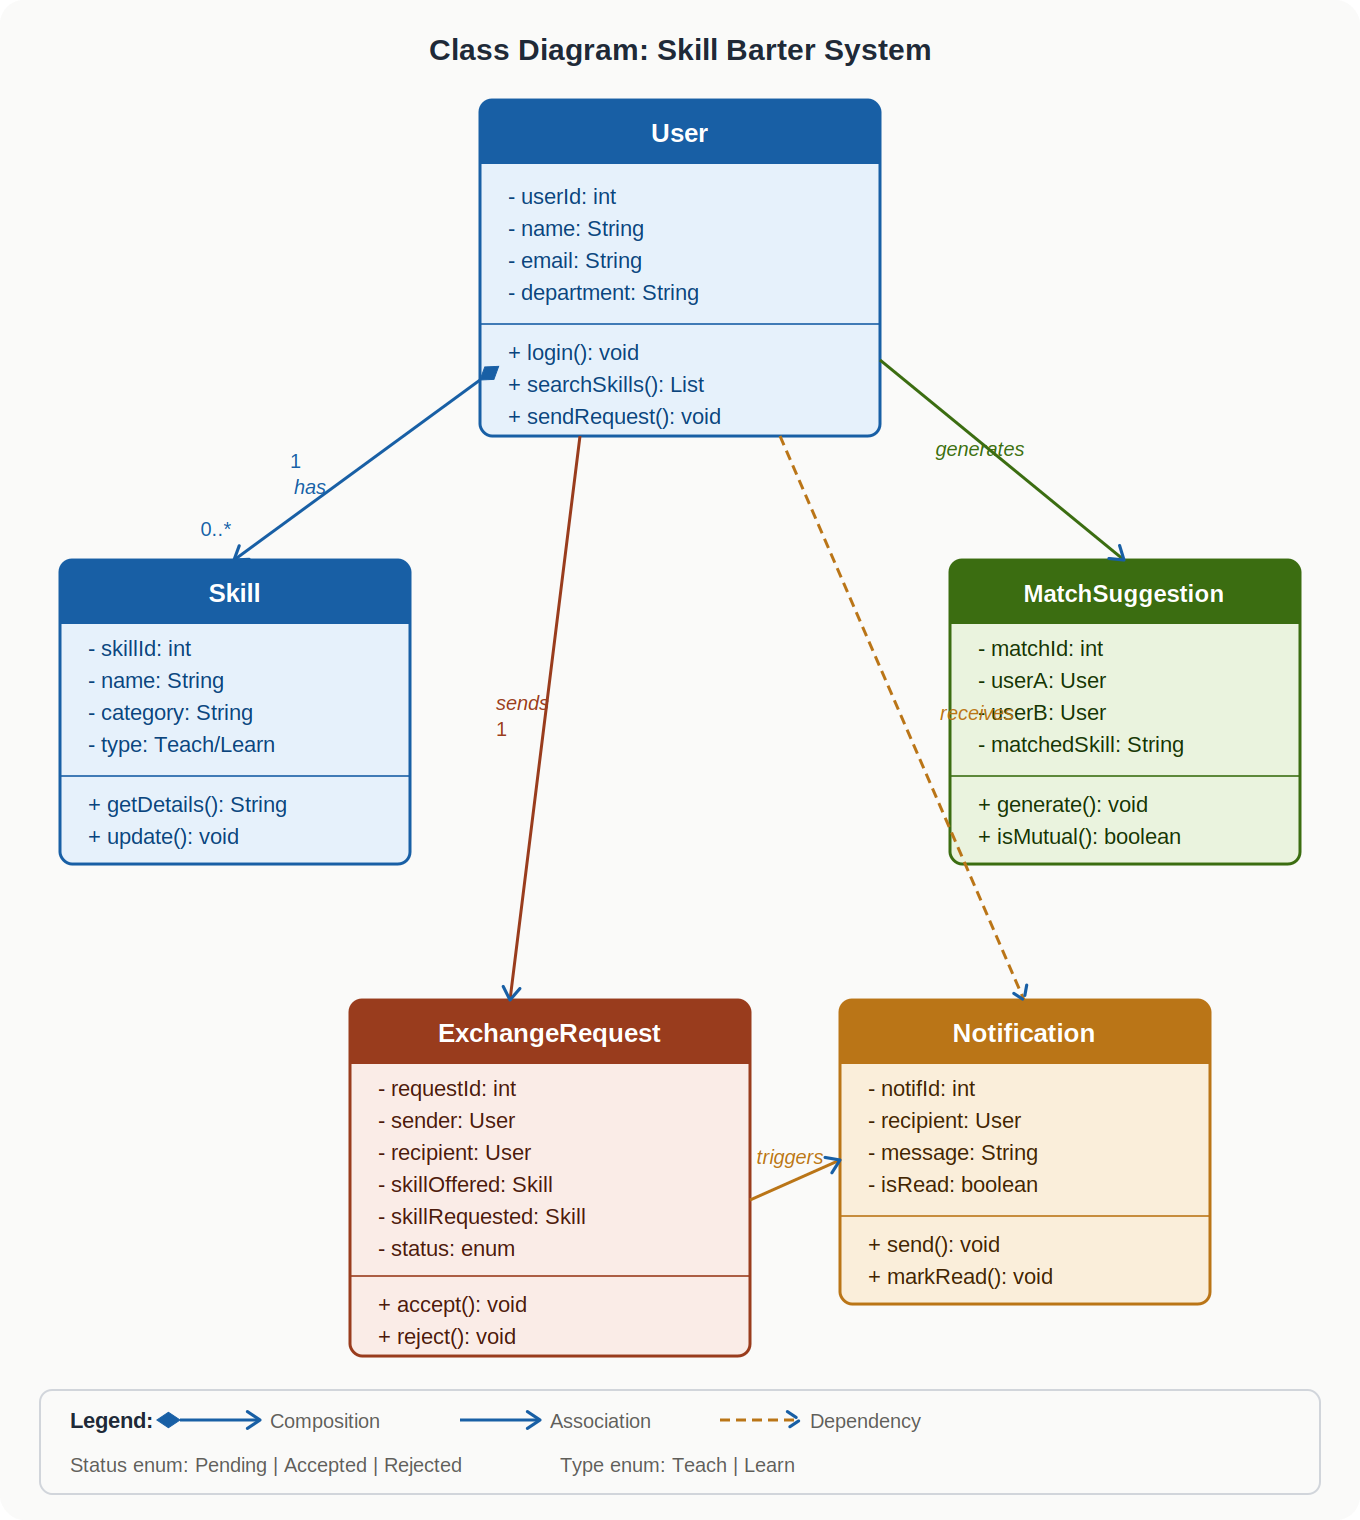 Class Diagram: Skill Barter System
User
- userId: int
- name: String
- email: String
- department: String
+ login(): void
+ searchSkills(): List
+ sendRequest(): void
1
has
0..*
generates
Skill
- skillId: int
- name: String
- category: String
- type: Teach/Learn
+ getDetails(): String
+ update(): void
sends
1
receives
MatchSuggestion
- matchId: int
- userA: User
- userB: User
- matchedSkill: String
+ generate(): void
+ isMutual(): boolean
ExchangeRequest
- requestId: int
- sender: User
- recipient: User
- skillOffered: Skill
- skillRequested: Skill
- status: enum
+ accept(): void
+ reject(): void
triggers
Notification
- notifId: int
- recipient: User
- message: String
- isRead: boolean
+ send(): void
+ markRead(): void
Legend: Composition Association Dependency
Status enum: Pending | Accepted | Rejected Type enum: Teach | Learn